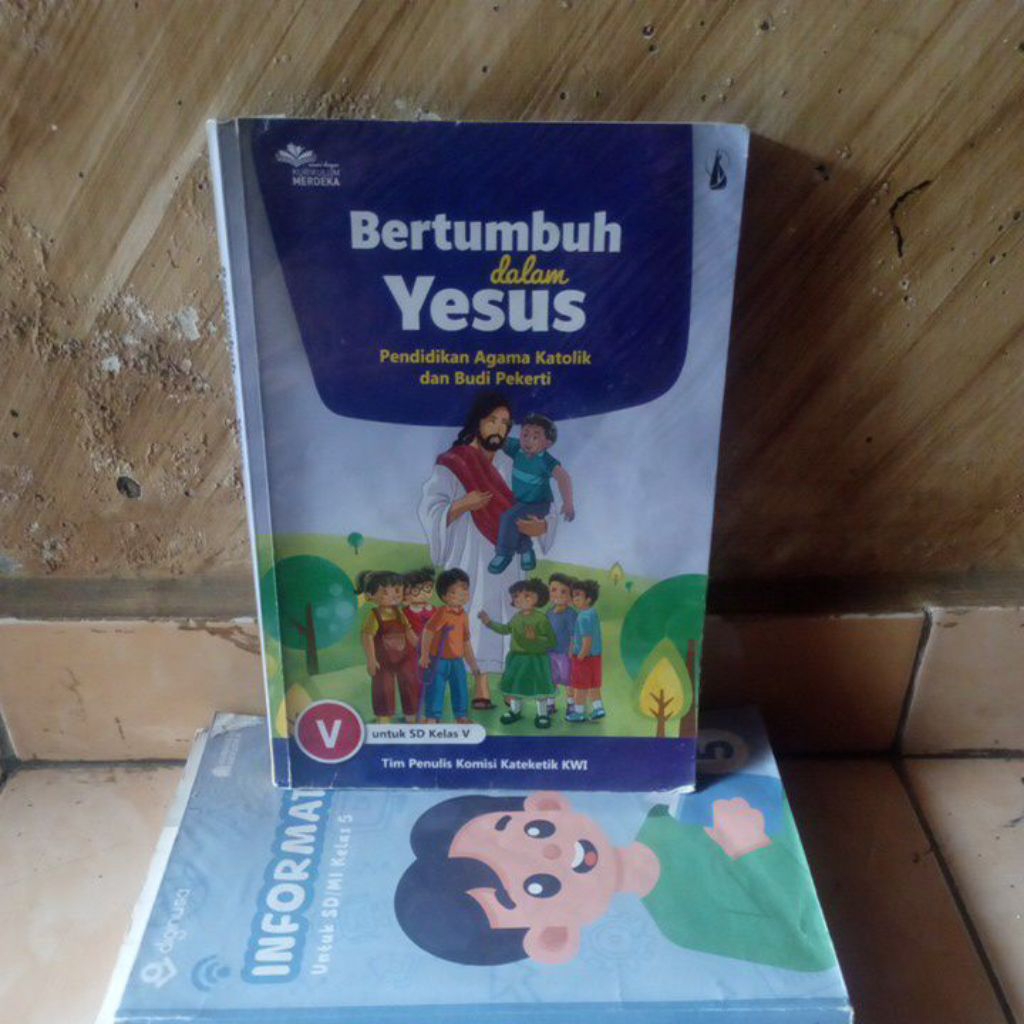 KURIKULUM
MERDEKA
Bertumbuh
dalam
Yesus
Pendidikan Agama Katolik
dan Budi Pekerti
V
untuk SD Kelas V
Tim Penulis Komisi Kateketik KWI
5
INFORMAT
Untuk SD/MI Kelas 5
diginusa